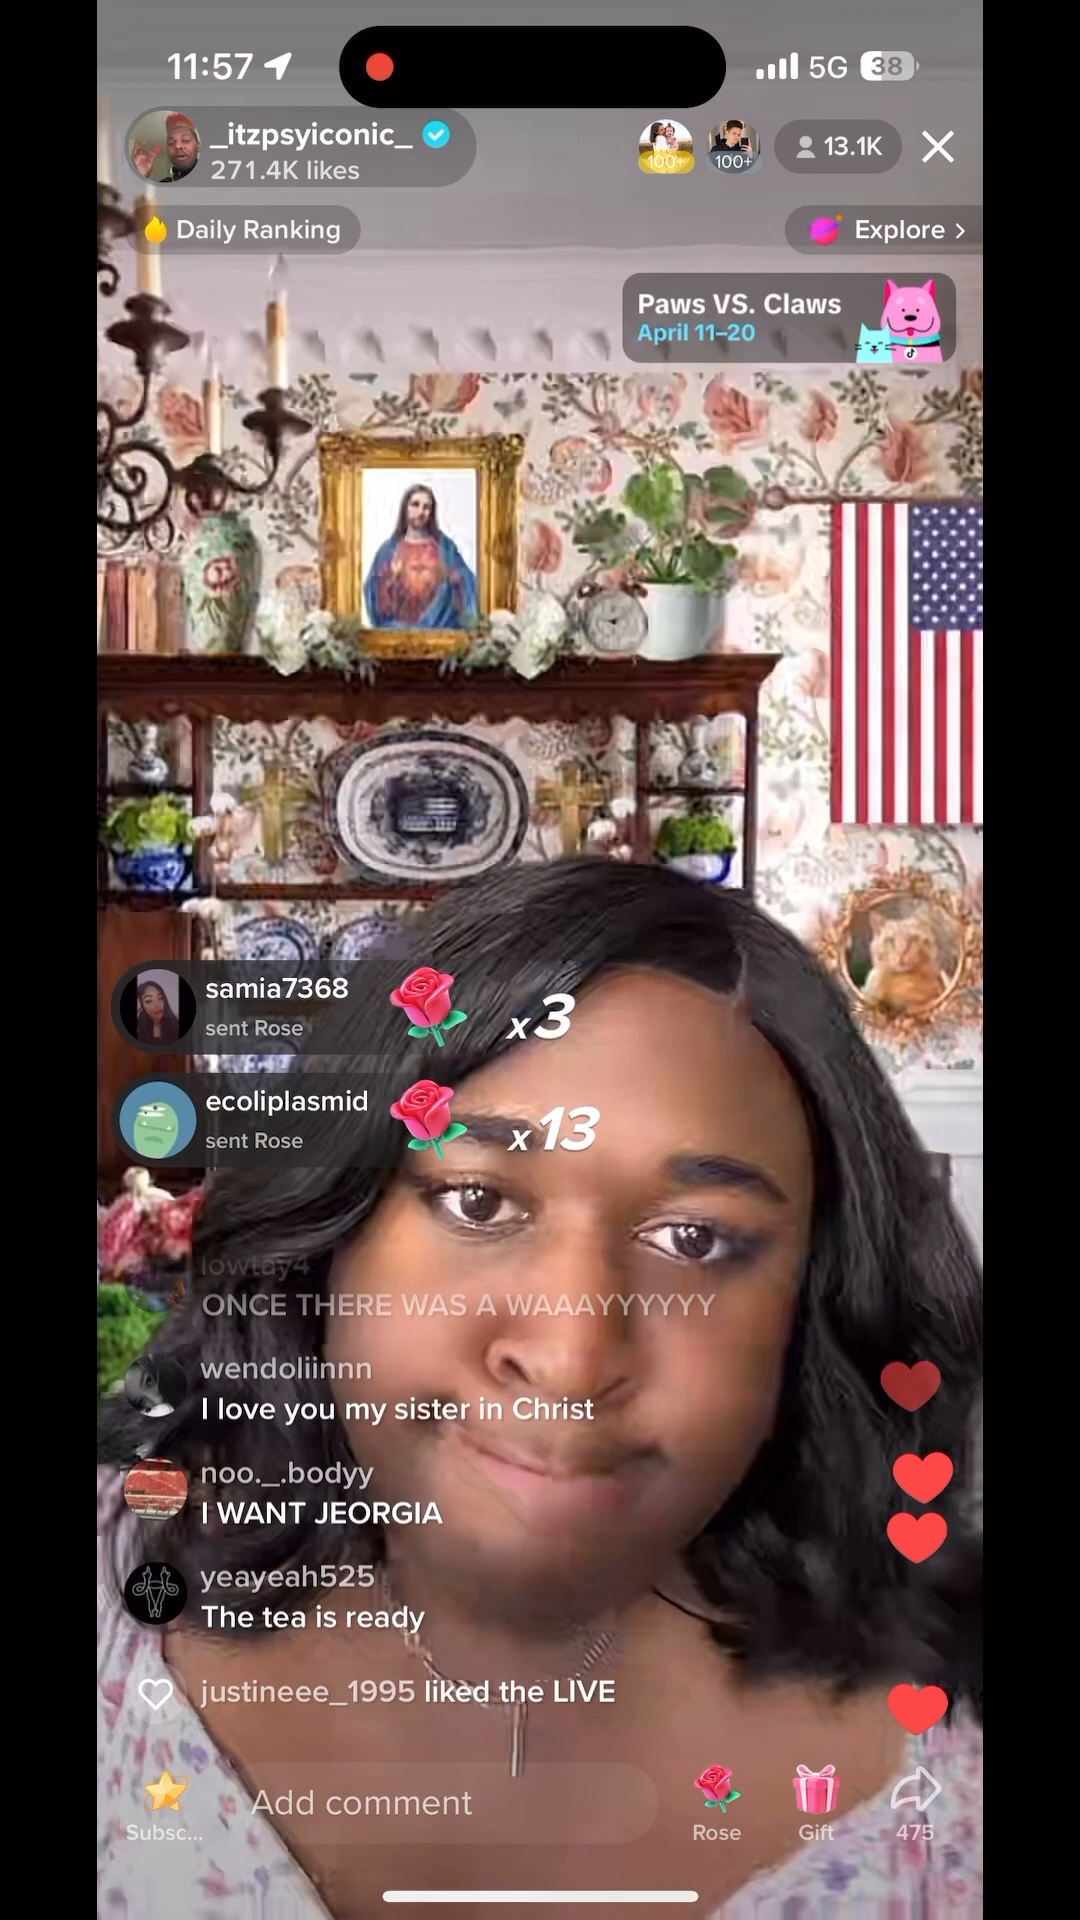 11:57
5G
38
_itzpsyiconic_
271.4K likes
100+
100+
13.1K
Daily Ranking
Explore >
Paws VS. Claws
April 11–20
samia7368
sent Rose
x3
ecoliplasmid
sent Rose
x13
lowtay4
ONCE THERE WAS A WAAAYYYYYY
wendoliinnn
I love you my sister in Christ
noo._.bodyy
I WANT JEORGIA
yeayeah525
The tea is ready
justineee_1995 liked the LIVE
Add comment
Subsc...
Rose
Gift
475